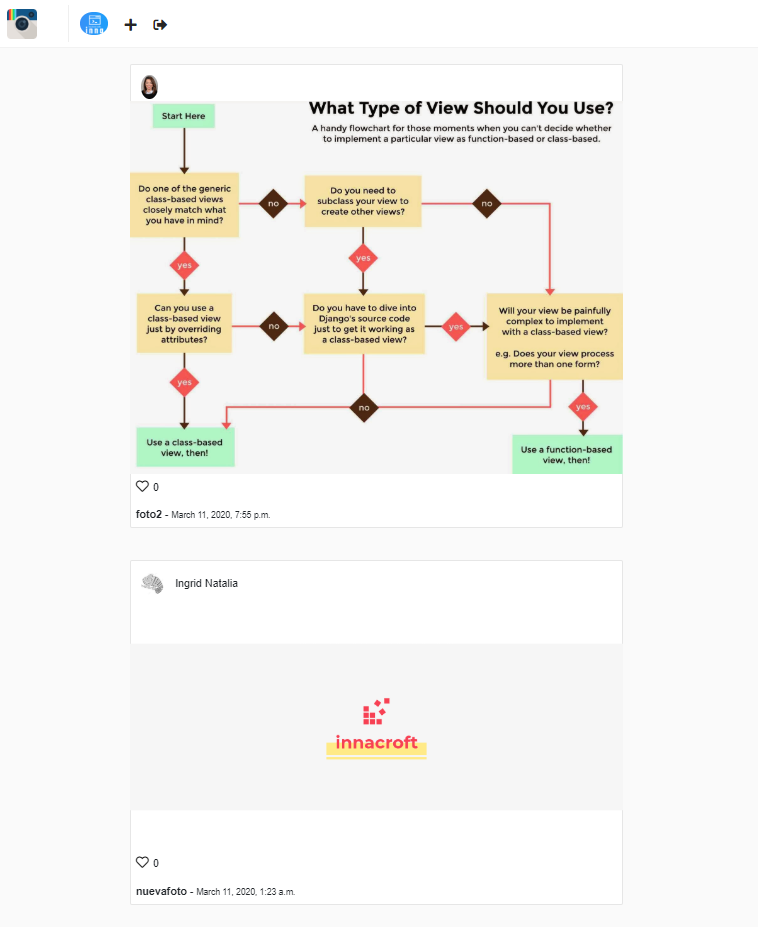 inno
What Type of View Should You Use?
A handy flowchart for those moments when you can't decide whether
to implement a particular view as function-based or class-based.
Start Here
Do one of the generic
class-based views
closely match what
you have in mind?
no
Do you need to
subclass your view to
create other views?
no
yes
yes
Can you use a
class-based view
just by overriding
attributes?
no
Do you have to dive into
Django's source code
just to get it working as
a class-based view?
yes
Will your view be painfully
complex to implement
with a class-based view?
e.g. Does your view process
more than one form?
yes
no
yes
Use a class-based
view, then!
Use a function-based
view, then!
0
foto2 - March 11, 2020, 7:55 p.m.
Ingrid Natalia
innacroft
0
nuevafoto - March 11, 2020, 1:23 a.m.